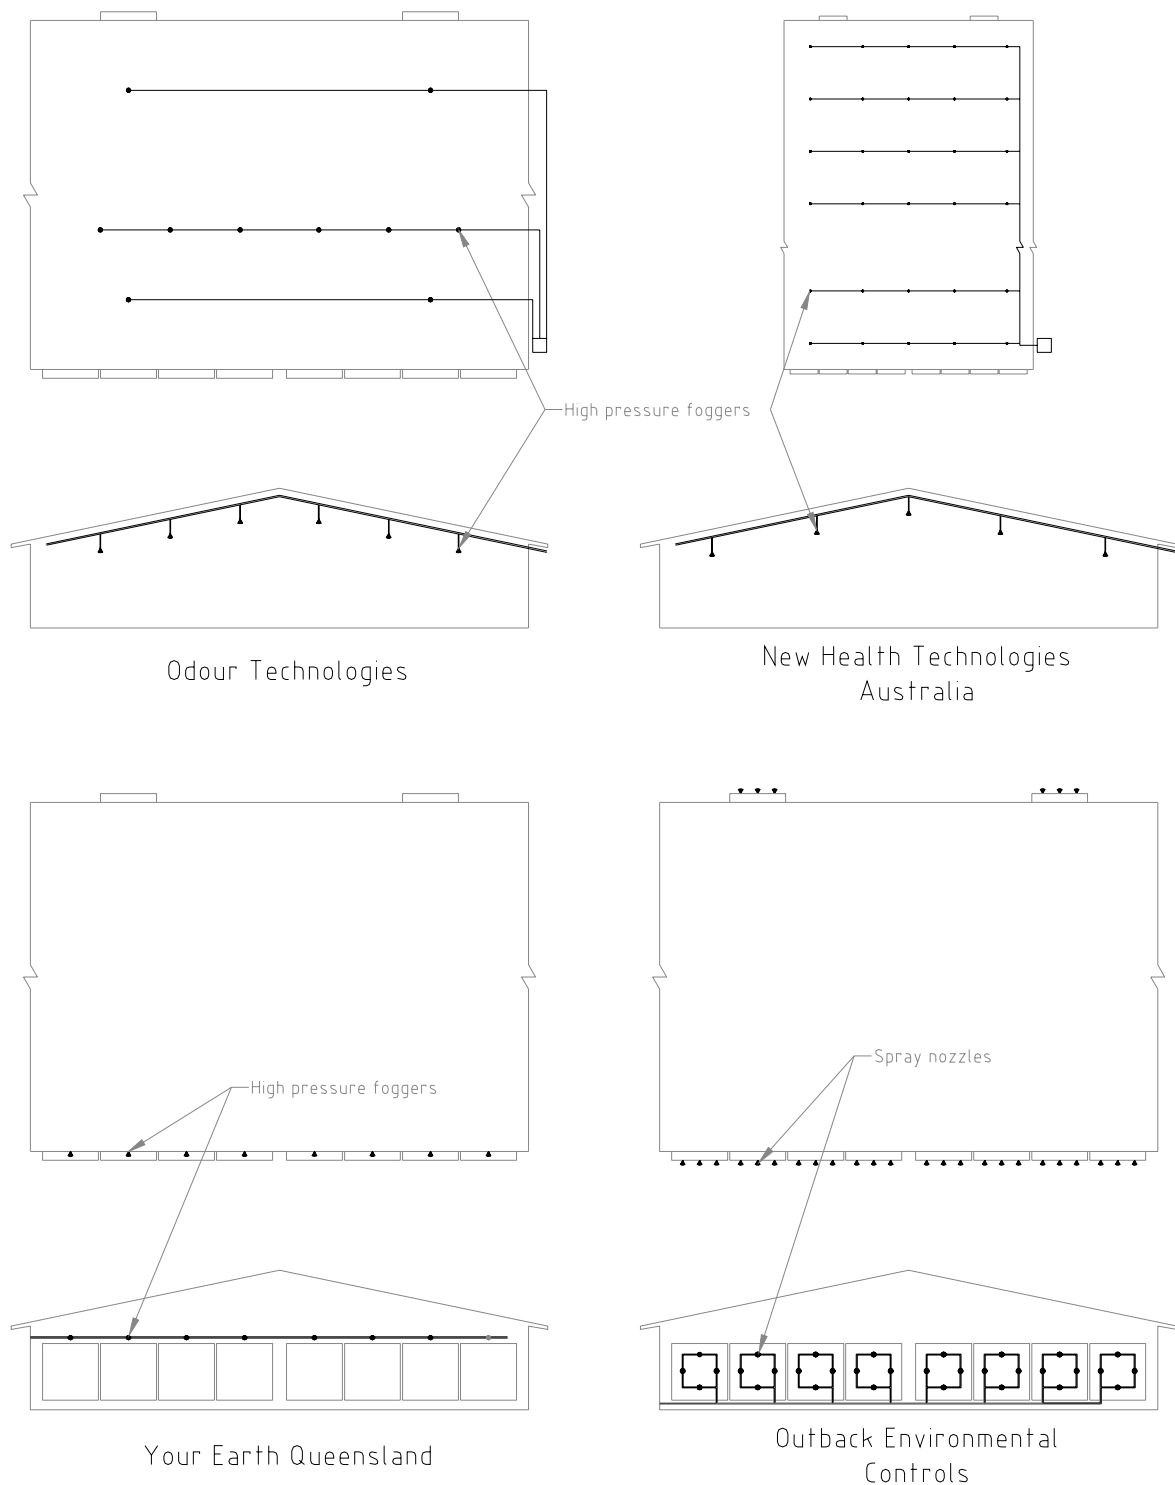 High pressure foggers
Odour Technologies
New Health Technologies
Australia
High pressure foggers
Spray nozzles
Your Earth Queensland
Outback Environmental
Controls